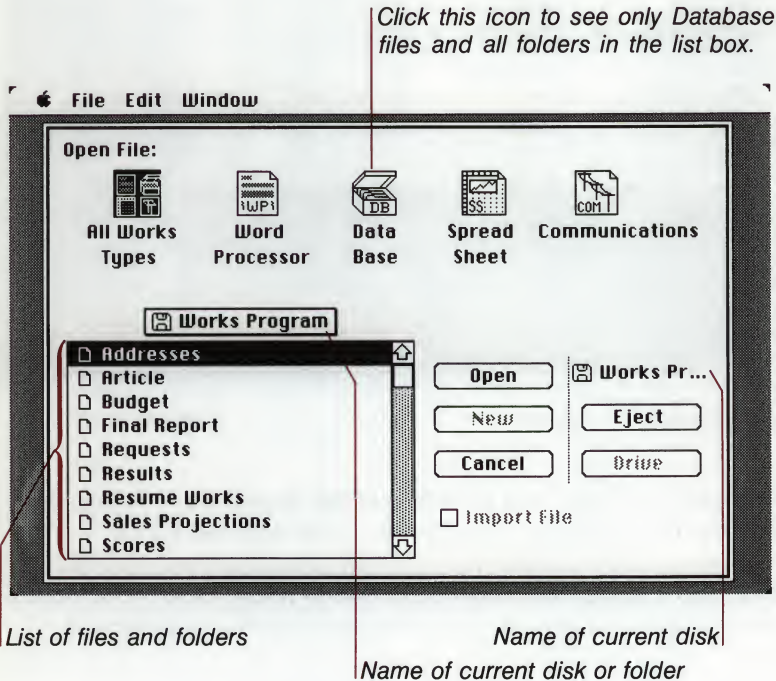 Click this icon to see only Database
files and all folders in the list box.
File Edit Window
Open File:
WP
DB
$$
COM
All Works
Types
Word
Processor
Data
Base
Spread
Sheet
Communications
Works Program
Addresses
Article
Budget
Final Report
Requests
Results
Resume Works
Sales Projections
Scores
Open
New
Cancel
Import File
Works Pr...
Eject
Drive
List of files and folders
Name of current disk
Name of current disk or folder